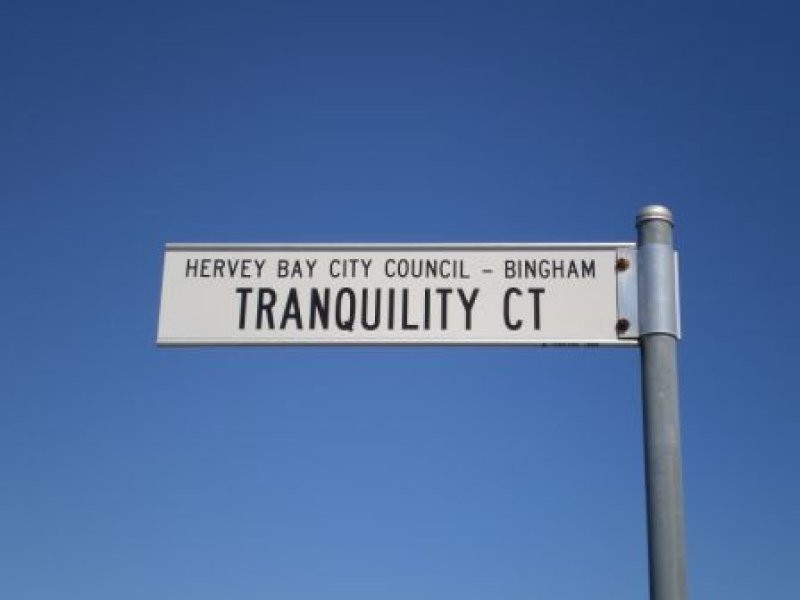 HERVEY BAY CITY COUNCIL - BINGHAM
TRANQUILITY CT